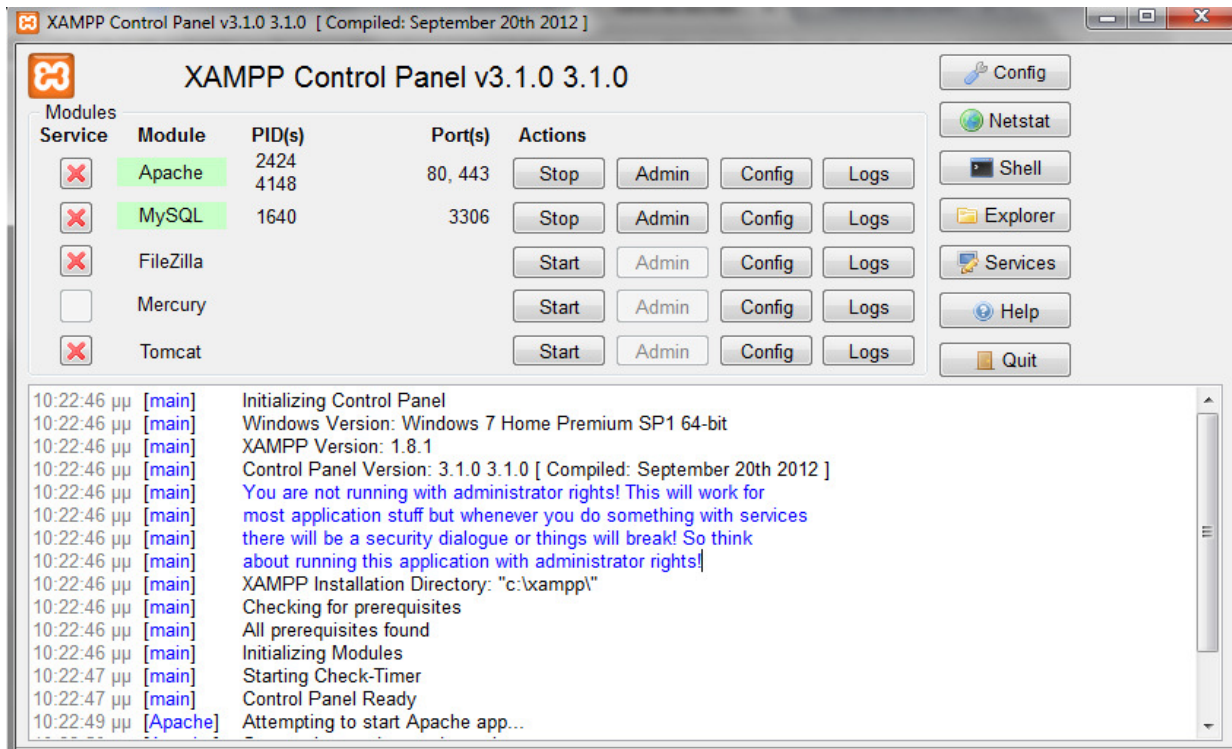 XAMPP Control Panel v3.1.0 3.1.0 [ Compiled: September 20th 2012 ]
XAMPP Control Panel v3.1.0 3.1.0
Config
Modules
Netstat
Service Module PID(s) Port(s) Actions
Apache 2424 4148 80, 443 Stop Admin Config Logs
Shell
MySQL 1640 3306 Stop Admin Config Logs
Explorer
FileZilla Start Admin Config Logs
Services
Mercury Start Admin Config Logs
Help
Tomcat Start Admin Config Logs
Quit
10:22:46 μμ [main] Initializing Control Panel
10:22:46 μμ [main] Windows Version: Windows 7 Home Premium SP1 64-bit
10:22:46 μμ [main] XAMPP Version: 1.8.1
10:22:46 μμ [main] Control Panel Version: 3.1.0 3.1.0 [ Compiled: September 20th 2012 ]
10:22:46 μμ [main] You are not running with administrator rights! This will work for
10:22:46 μμ [main] most application stuff but whenever you do something with services
10:22:46 μμ [main] there will be a security dialogue or things will break! So think
10:22:46 μμ [main] about running this application with administrator rights!
10:22:46 μμ [main] XAMPP Installation Directory: "c:\xampp\"
10:22:46 μμ [main] Checking for prerequisites
10:22:46 μμ [main] All prerequisites found
10:22:46 μμ [main] Initializing Modules
10:22:47 μμ [main] Starting Check-Timer
10:22:47 μμ [main] Control Panel Ready
10:22:49 μμ [Apache] Attempting to start Apache app...